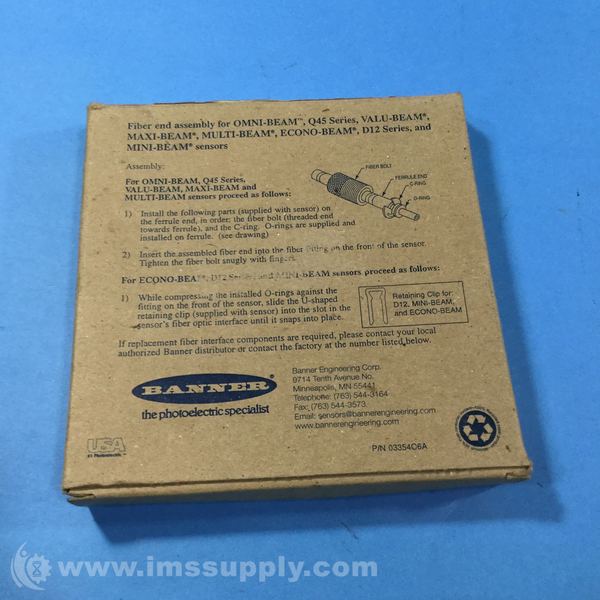 Fiber end assembly for OMNI-BEAM™, Q45 Series, VALU-BEAM®,
MAXI-BEAM®, MULTI-BEAM®, ECONO-BEAM®, D12 Series, and
MINI-BEAM® sensors
Assembly:
For OMNI-BEAM, Q45 Series,
VALU-BEAM, MAXI-BEAM and
MULTI-BEAM sensors proceed as follows:
FIBER BOLT
FERRULE END
C-RING
O-RING
1) Install the following parts (supplied with sensor) on
the ferrule end, in order; the fiber bolt (threaded end
towards ferrule), and the C-ring. O-rings are supplied and
installed on ferrule. (see drawing)
2) Insert the assembled fiber end into the fiber fitting on the front of the sensor.
Tighten the fiber bolt snugly with fingers.
For ECONO-BEAM®, D12 Series, and MINI-BEAM sensors proceed as follows:
1) While compressing the installed O-rings against the
fitting on the front of the sensor, slide the U-shaped
retaining clip (supplied with sensor) into the slot in the
sensor's fiber optic interface until it snaps into place.
Retaining Clip for:
D12, MINI-BEAM,
and ECONO-BEAM
If replacement fiber interface components are required, please contact your local
authorized Banner distributor or contact the factory at the number listed below.
BANNER
the photoelectric specialist
Banner Engineering Corp.
9714 Tenth Avenue No.
Minneapolis, MN 55441
Telephone: (763) 544-3164
Fax: (763) 544-3573
Email: sensors@bannerengineering.com
www.bannerengineering.com
USA
#1 Photoelectric
P/N 03354C6A
www.imssupply.com